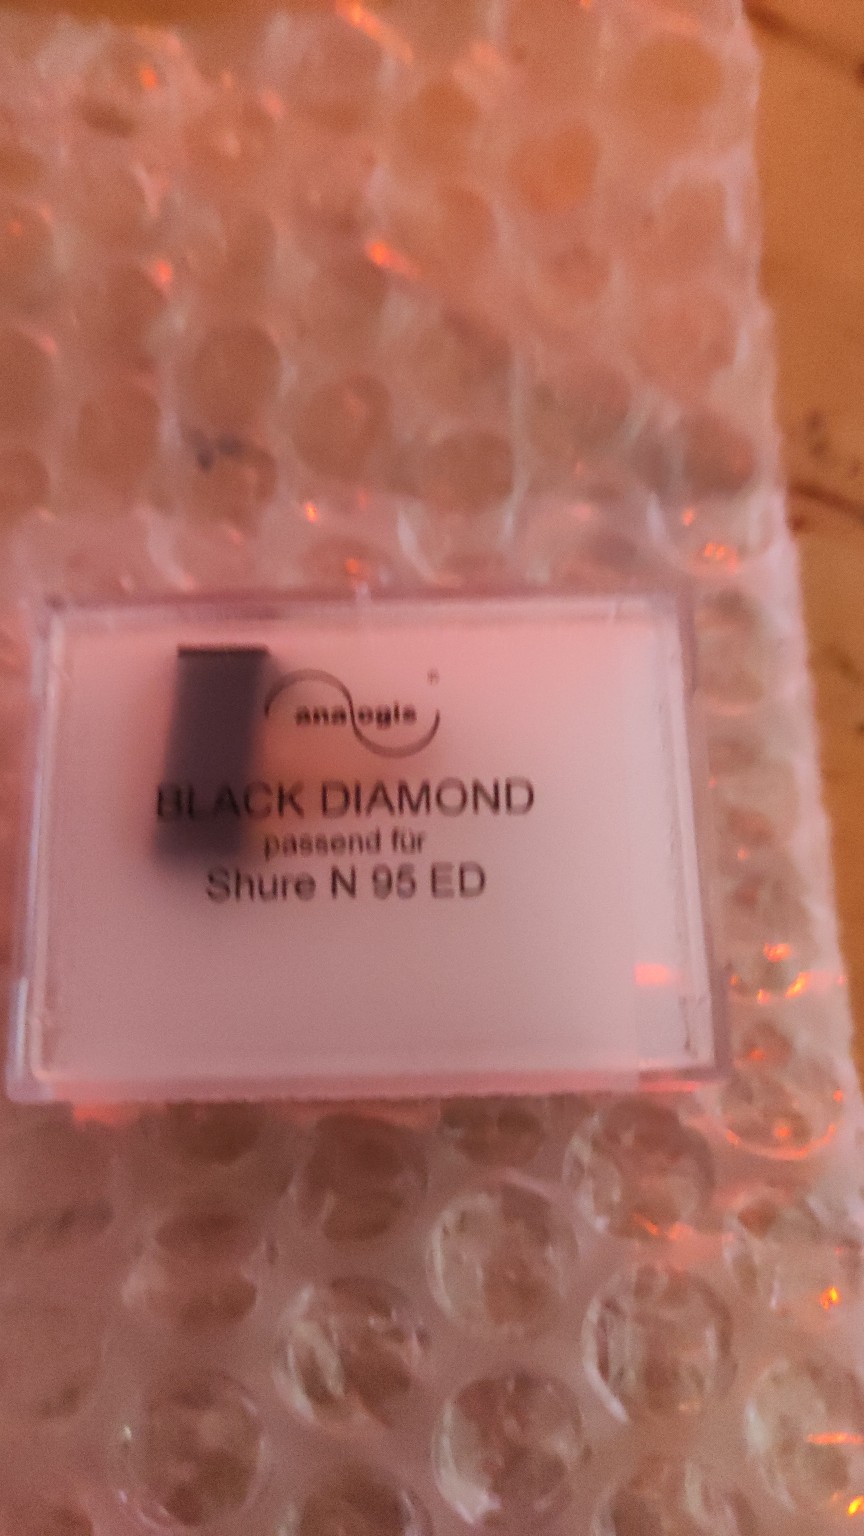 analogis ®
BLACK DIAMOND
passend für
Shure N 95 ED